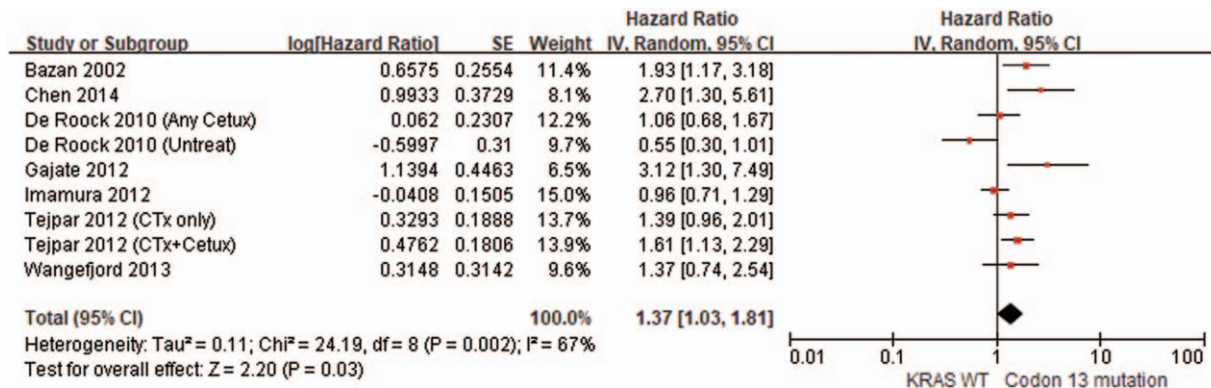 Hazard Ratio Hazard Ratio
Study or Subgroup log[Hazard Ratio] SE Weight IV, Random, 95% CI IV, Random, 95% CI
Bazan 2002 0.6575 0.2554 11.4% 1.93 [1.17, 3.18]
Chen 2014 0.9933 0.3729 8.1% 2.70 [1.30, 5.61]
De Roock 2010 (Any Cetux) 0.062 0.2307 12.2% 1.06 [0.68, 1.67]
De Roock 2010 (Untreat) -0.5997 0.31 9.7% 0.55 [0.30, 1.01]
Gajate 2012 1.1394 0.4463 6.5% 3.12 [1.30, 7.49]
Imamura 2012 -0.0408 0.1505 15.0% 0.96 [0.71, 1.29]
Tejpar 2012 (CTx only) 0.3293 0.1888 13.7% 1.39 [0.96, 2.01]
Tejpar 2012 (CTx+Cetux) 0.4762 0.1806 13.9% 1.61 [1.13, 2.29]
Wangefjord 2013 0.3148 0.3142 9.6% 1.37 [0.74, 2.54]
Total (95% CI) 100.0% 1.37 [1.03, 1.81]
Heterogeneity: Tau² = 0.11; Chi² = 24.19, df = 8 (P = 0.002); I² = 67%
Test for overall effect: Z = 2.20 (P = 0.03)
0.01 0.1 1 10 100
KRAS WT Codon 13 mutation